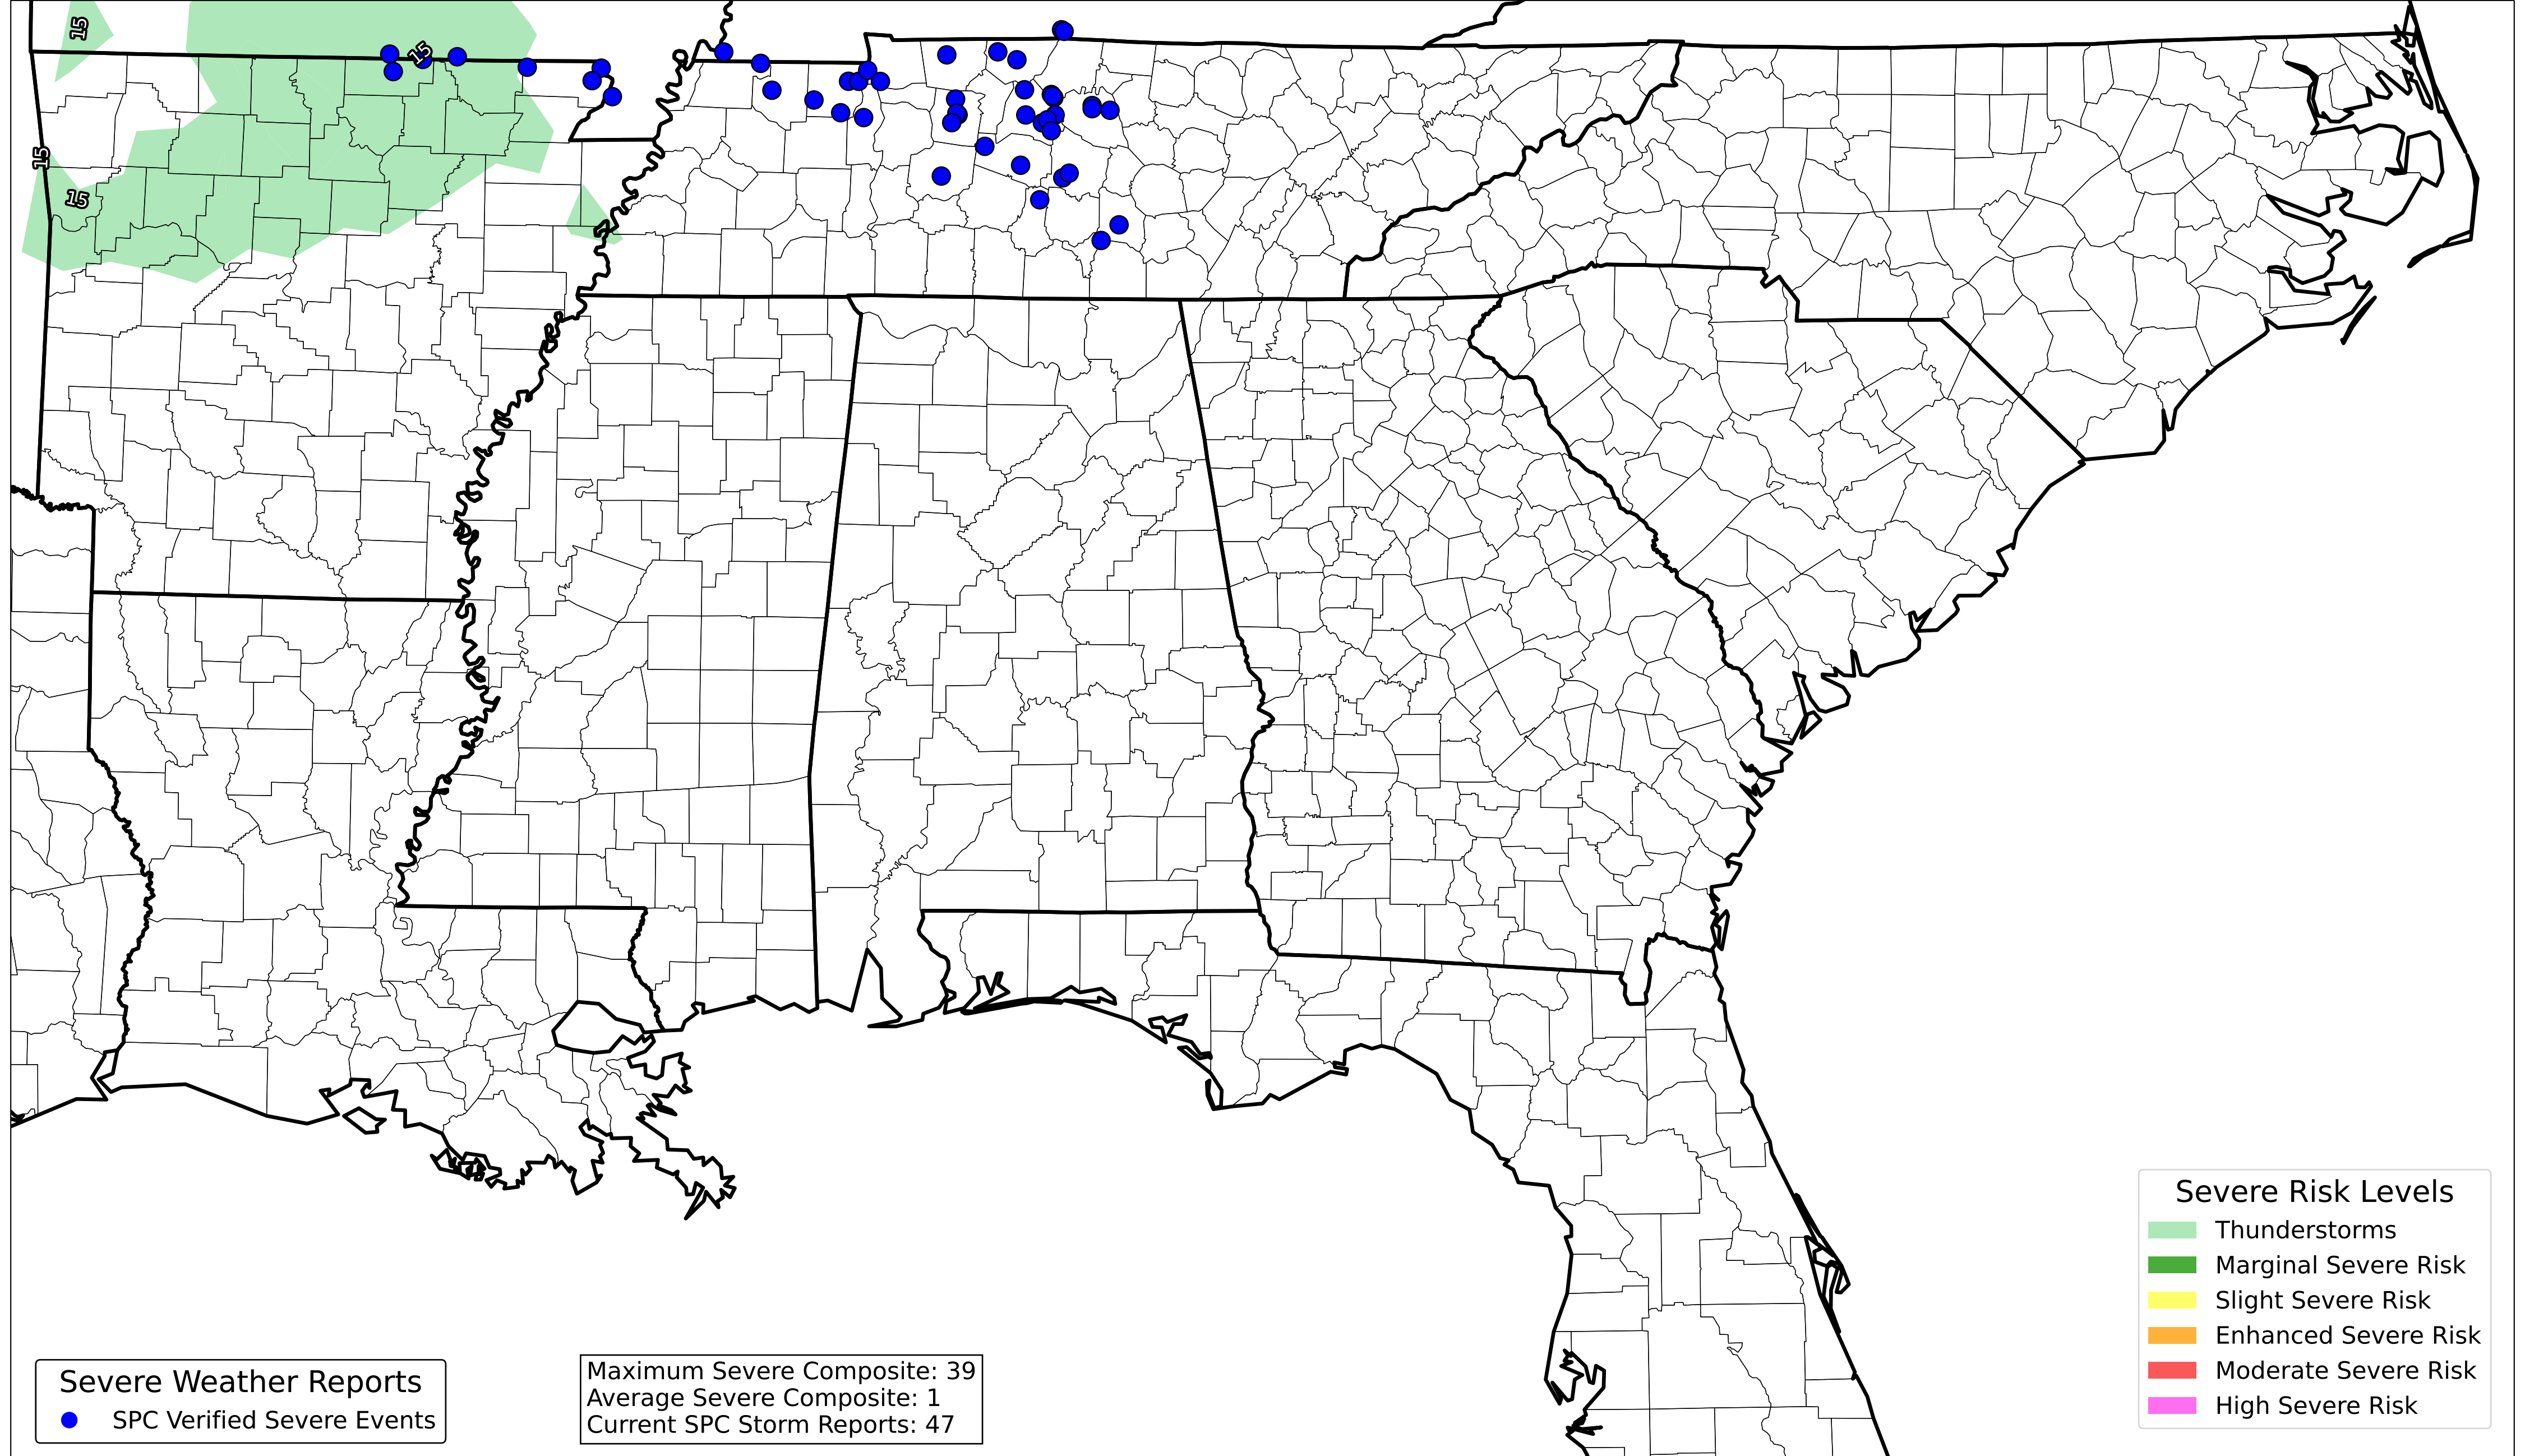 15
15
15
15
Severe Weather Reports
SPC Verified Severe Events
Maximum Severe Composite: 39
Average Severe Composite: 1
Current SPC Storm Reports: 47
Severe Risk Levels
Thunderstorms
Marginal Severe Risk
Slight Severe Risk
Enhanced Severe Risk
Moderate Severe Risk
High Severe Risk